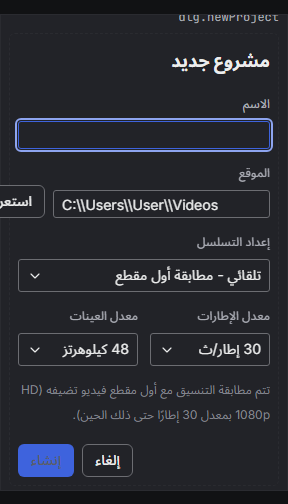 dlg.newProject
مشروع جديد
الاسم
الموقع
C:\\Users\\User\\Videos
إعداد التسلسل
تلقائي - مطابقة أول مقطع
معدل الإطارات
معدل العينات
30 إطار/ث
48 كيلوهرتز
تتم مطابقة التنسيق مع أول مقطع فيديو تضيفه (HD
1080p بمعدل 30 إطارًا حتى ذلك الحين).
إلغاء
إنشاء